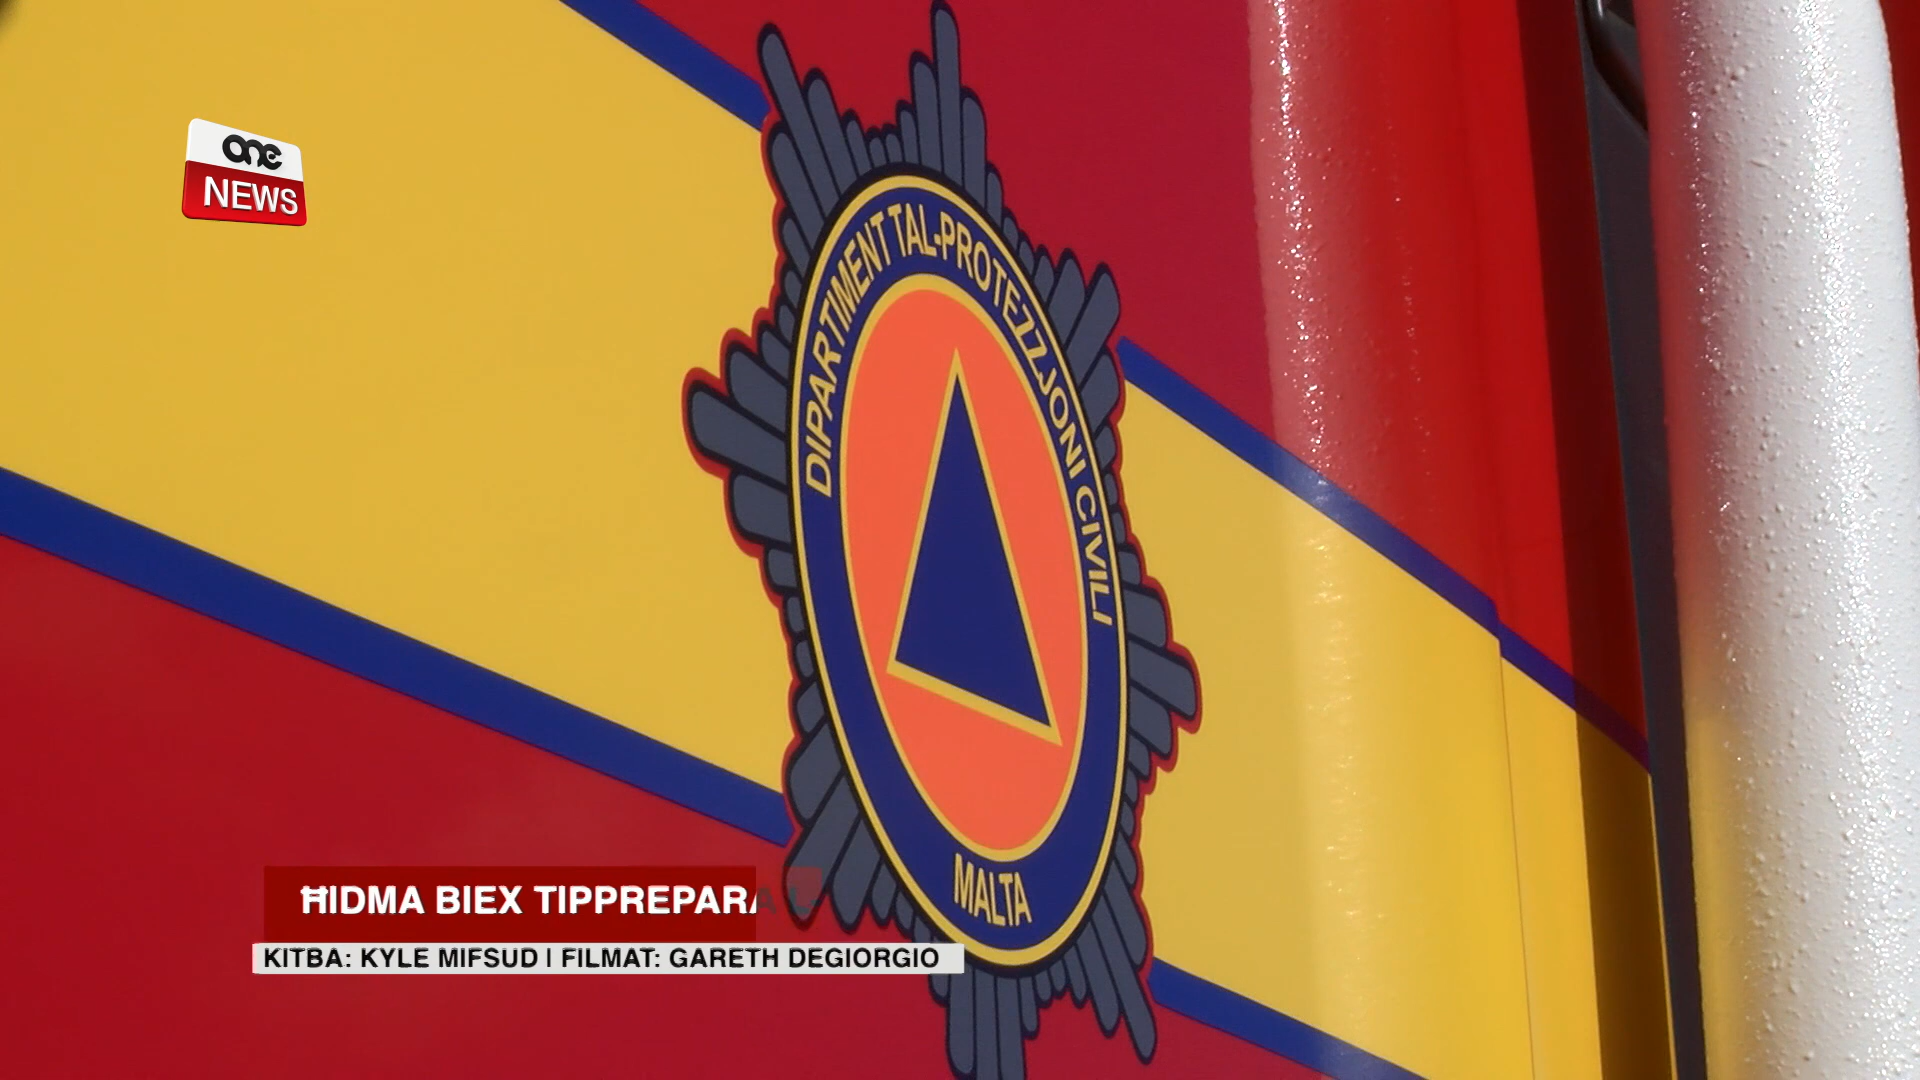 one
NEWS
DIPARTIMENT TAL-PROTEZZJONI CIVILI
MALTA
ĦIDMA BIEX TIPPREPARA
KITBA: KYLE MIFSUD | FILMAT: GARETH DEGIORGIO